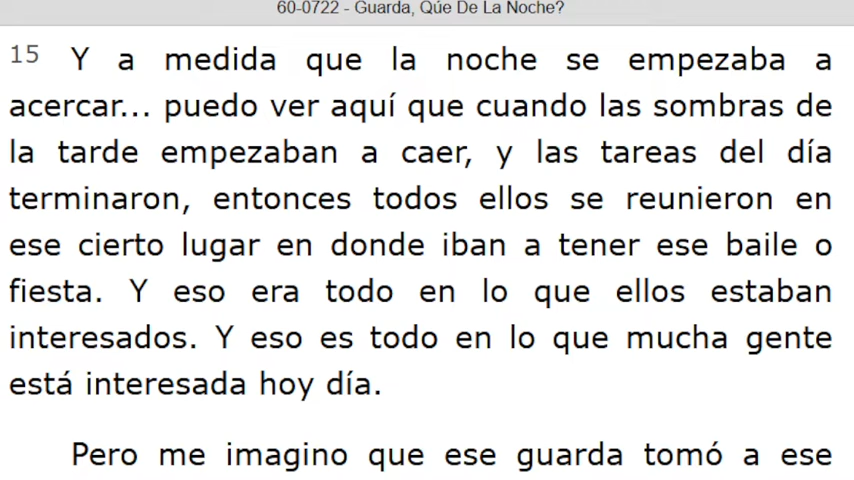 60-0722 - Guarda, Qúe De La Noche?
15 Y a medida que la noche se empezaba a
acercar... puedo ver aquí que cuando las sombras de
la tarde empezaban a caer, y las tareas del día
terminaron, entonces todos ellos se reunieron en
ese cierto lugar en donde iban a tener ese baile o
fiesta. Y eso era todo en lo que ellos estaban
interesados. Y eso es todo en lo que mucha gente
está interesada hoy día.
Pero me imagino que ese guarda tomó a ese